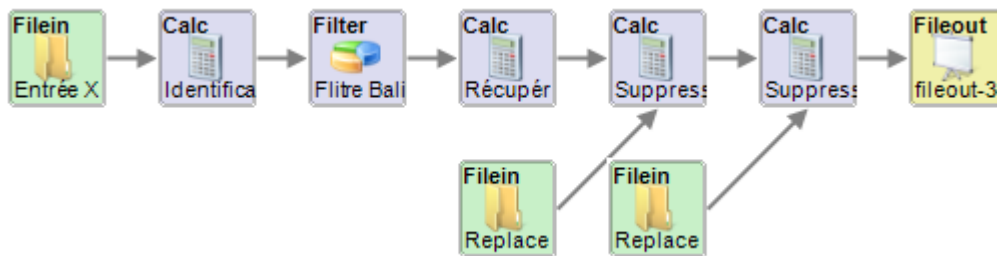 Filein
Entrée X
Calc
Identifica
Filter
Flitre Bali
Calc
Récupér
Calc
Suppress
Calc
Suppress
Fileout
fileout-3
Filein
Replace
Filein
Replace